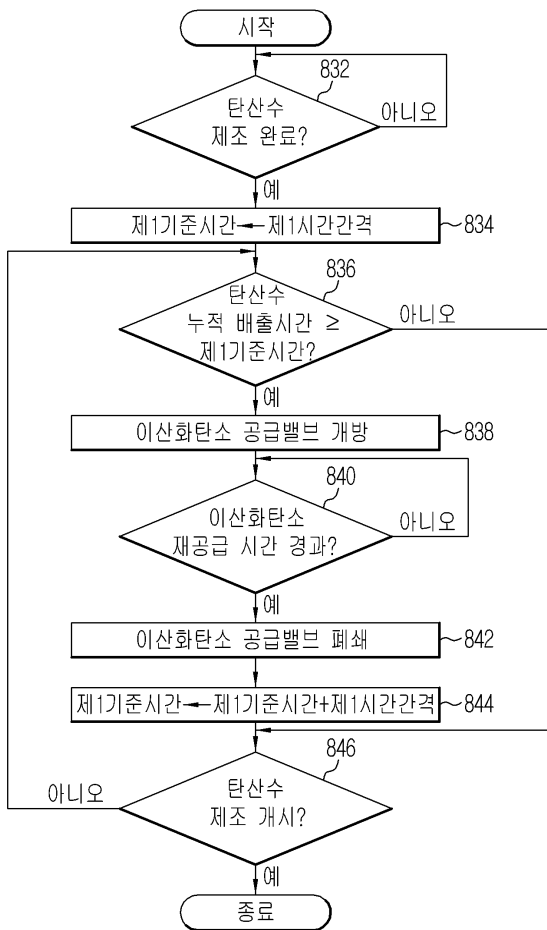 시작
832
탄산수
제조 완료?
아니오
예
제1기준시간←제1시간간격
834
836
탄산수
누적 배출시간 ≥
제1기준시간?
아니오
예
이산화탄소 공급밸브 개방
838
840
이산화탄소
재공급 시간 경과?
아니오
예
이산화탄소 공급밸브 폐쇄
842
제1기준시간←제1기준시간+제1시간간격
844
846
탄산수
제조 개시?
아니오
예
종료